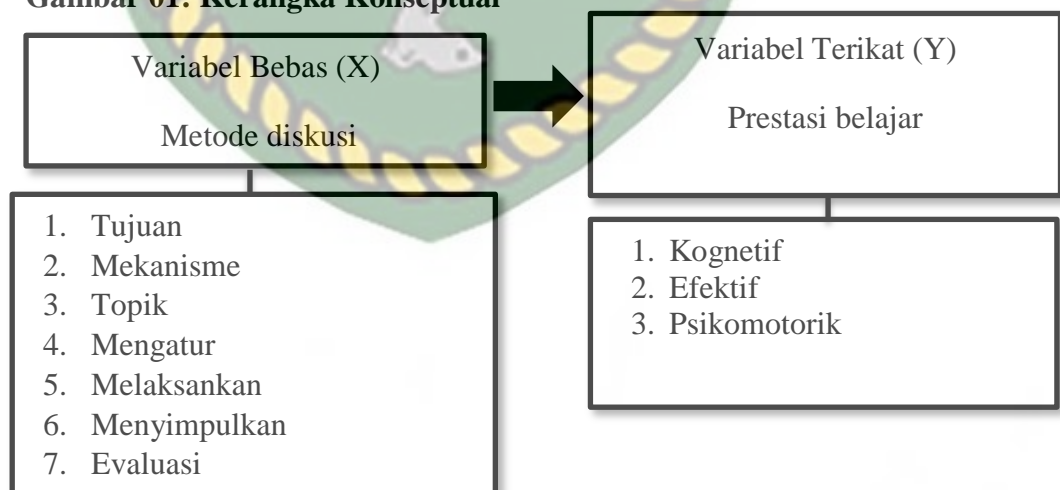 Gambar 01. Kerangka Konseptual
Variabel Bebas (X)
Metode diskusi
1. Tujuan
2. Mekanisme
3. Topik
4. Mengatur
5. Melaksankan
6. Menyimpulkan
7. Evaluasi
Variabel Terikat (Y)
Prestasi belajar
1. Kognetif
2. Efektif
3. Psikomotorik